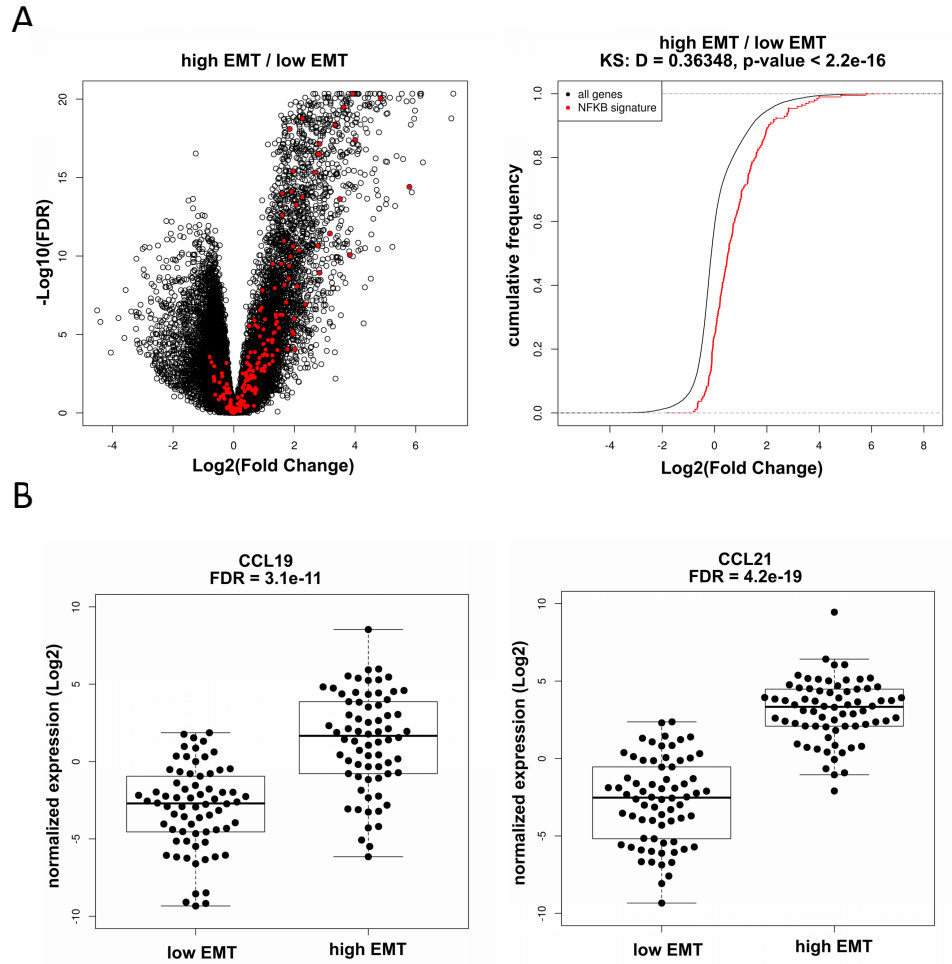 A
high EMT / low EMT
-Log10(FDR)
20
15
10
5
0
-4 -2 0 2 4 6
Log2(Fold Change)
high EMT / low EMT
KS: D = 0.36348, p-value < 2.2e-16
all genes
NFKB signature
cumulative frequency
1.0
0.8
0.6
0.4
0.2
0.0
-4 -2 0 2 4 6 8
Log2(Fold Change)
B
CCL19
FDR = 3.1e-11
normalized expression (Log2)
10
5
0
-5
-10
low EMT high EMT
CCL21
FDR = 4.2e-19
normalized expression (Log2)
10
5
0
-5
-10
low EMT high EMT